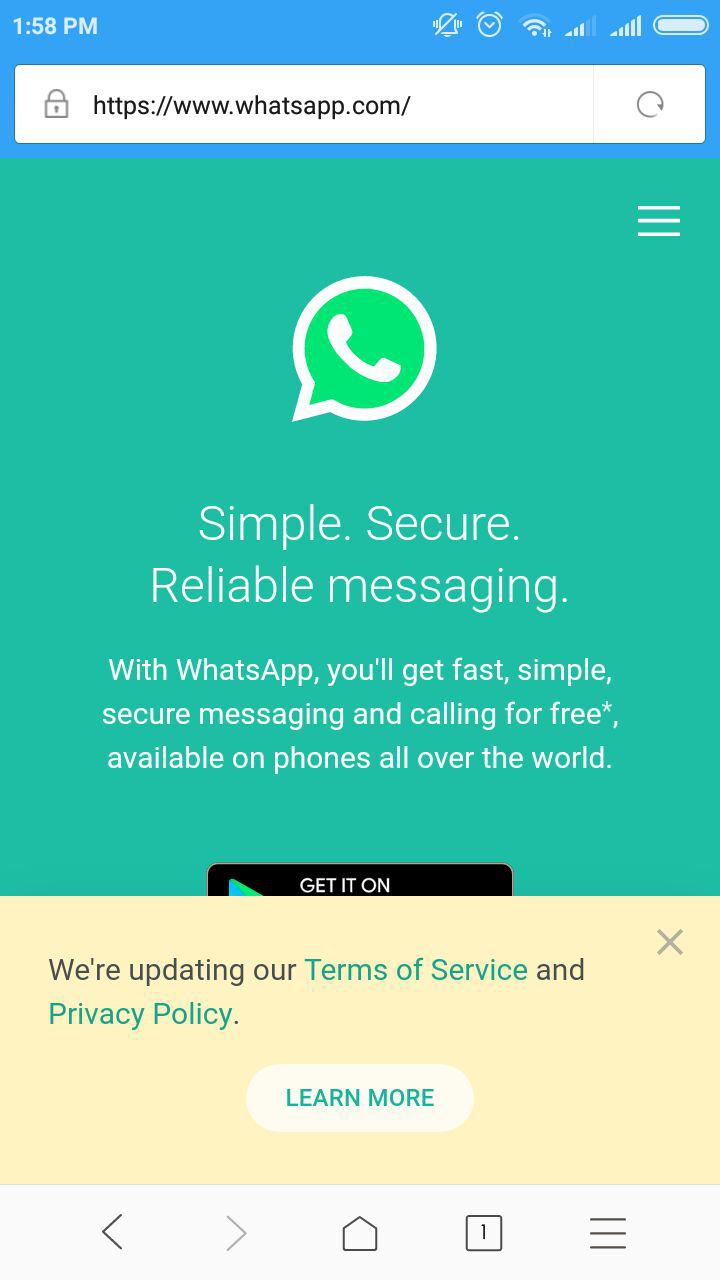 1:58 PM
https://www.whatsapp.com/
Simple. Secure.
Reliable messaging.
With WhatsApp, you'll get fast, simple,
secure messaging and calling for free*,
available on phones all over the world.
GET IT ON
We're updating our Terms of Service and
Privacy Policy.
LEARN MORE
1